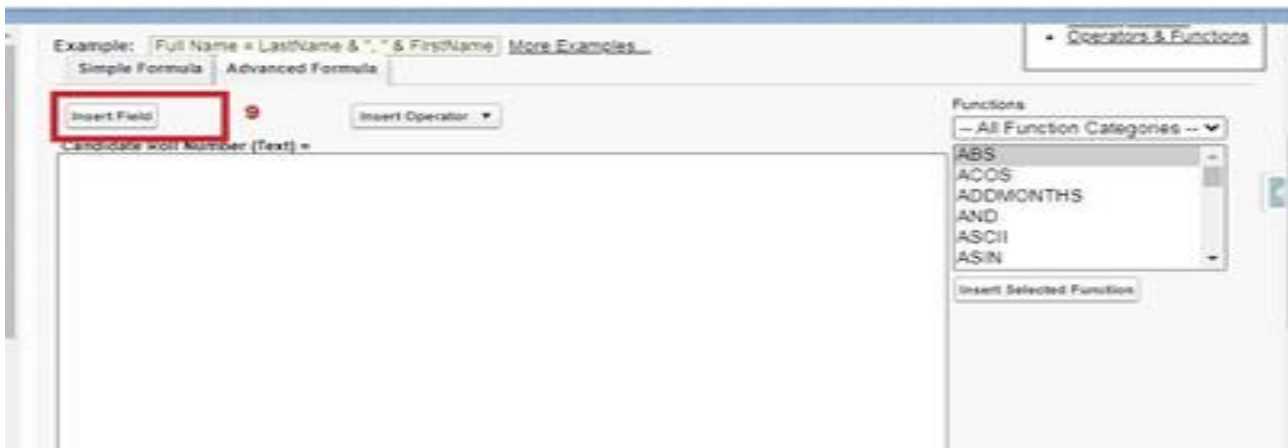 Operators & Functions
Example: Full Name = LastName & ", " & FirstName More Examples...
Simple Formula Advanced Formula
Insert Field 9 Insert Operator
Functions
-- All Function Categories --
Candidate Roll Number (Text) =
ABS
ACOS
ADDMONTHS
AND
ASCII
ASIN
Insert Selected Function